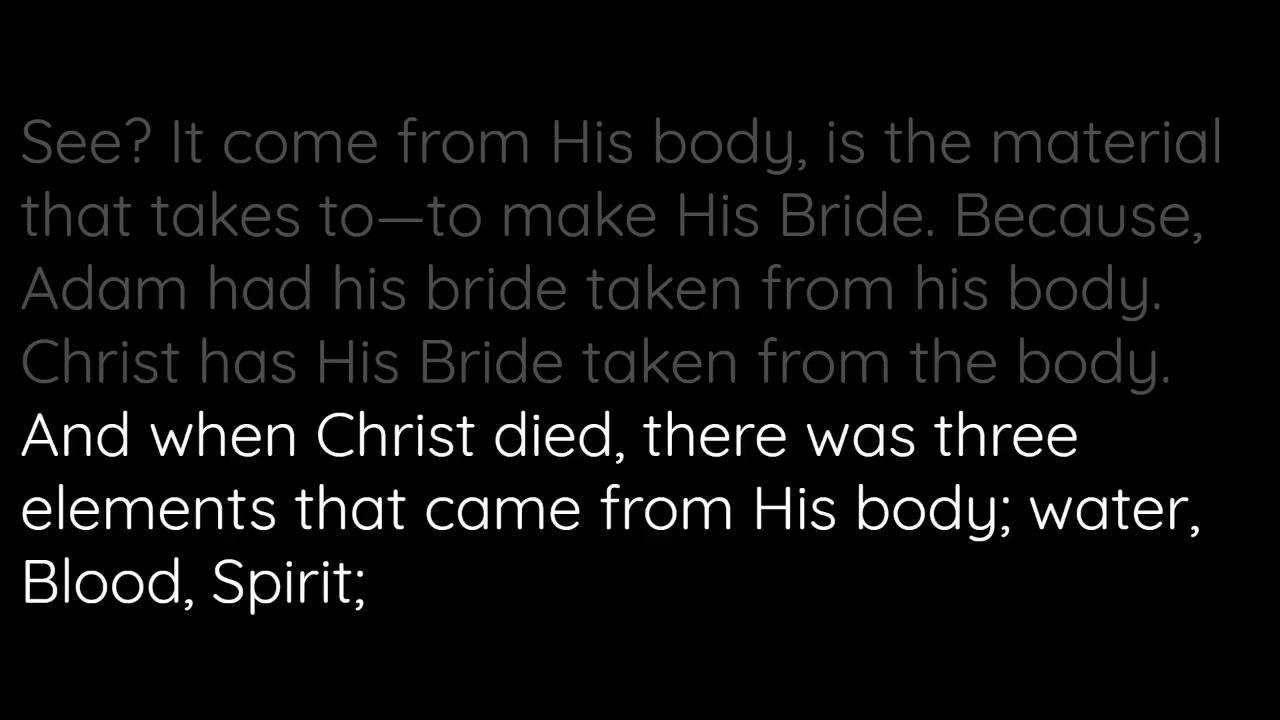 See? It come from His body, is the material
that takes to—to make His Bride. Because,
Adam had his bride taken from his body.
Christ has His Bride taken from the body.
And when Christ died, there was three
elements that came from His body; water,
Blood, Spirit;